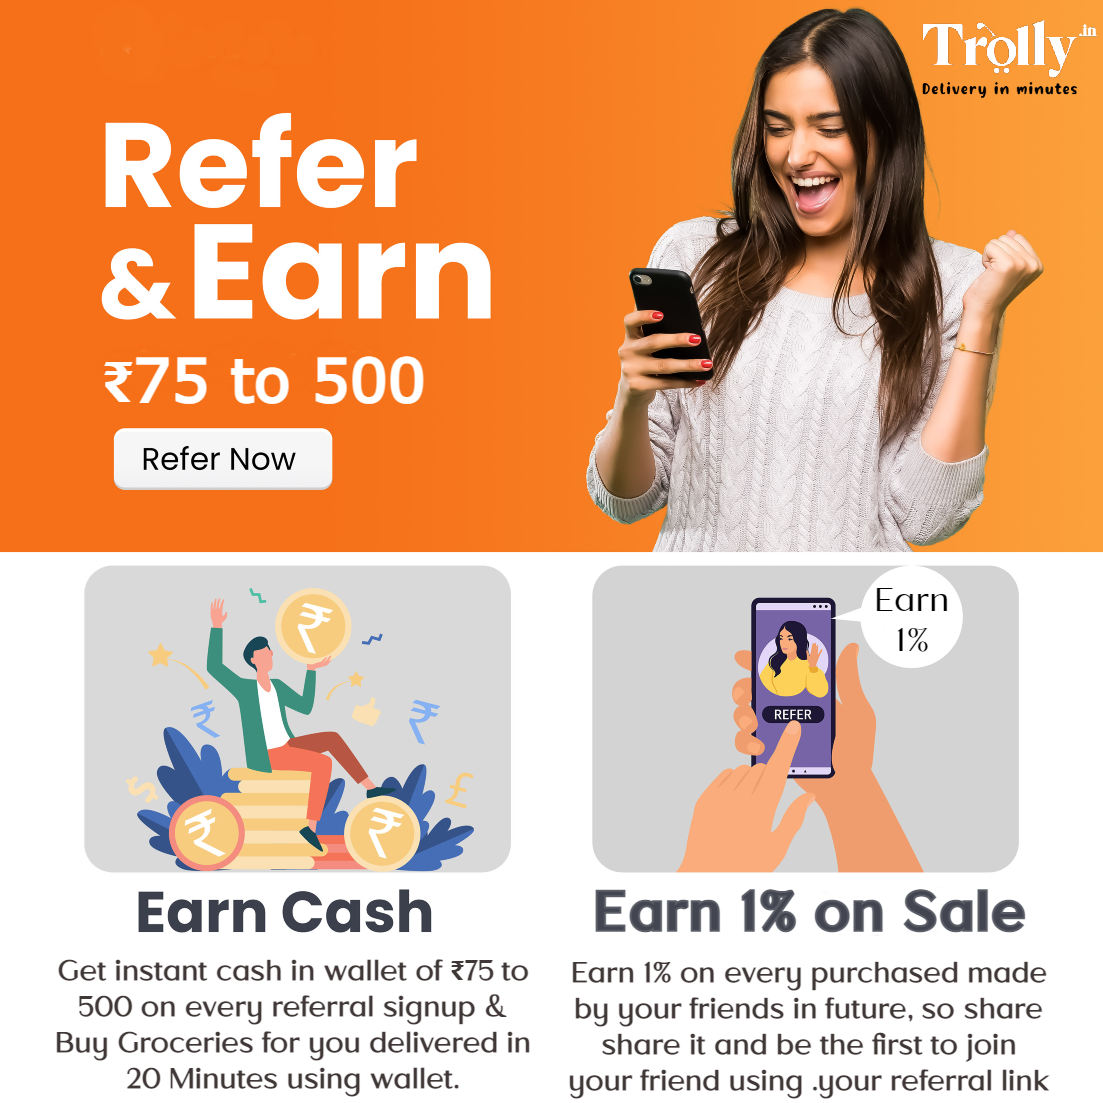 Trolly.in
Delivery in minutes
Refer
& Earn
₹75 to 500
Refer Now
Earn
1%
REFER
Earn Cash
Get instant cash in wallet of ₹75 to
500 on every referral signup &
Buy Groceries for you delivered in
20 Minutes using wallet.
Earn 1% on Sale
Earn 1% on every purchased made
by your friends in future, so share
share it and be the first to join
your friend using .your referral link